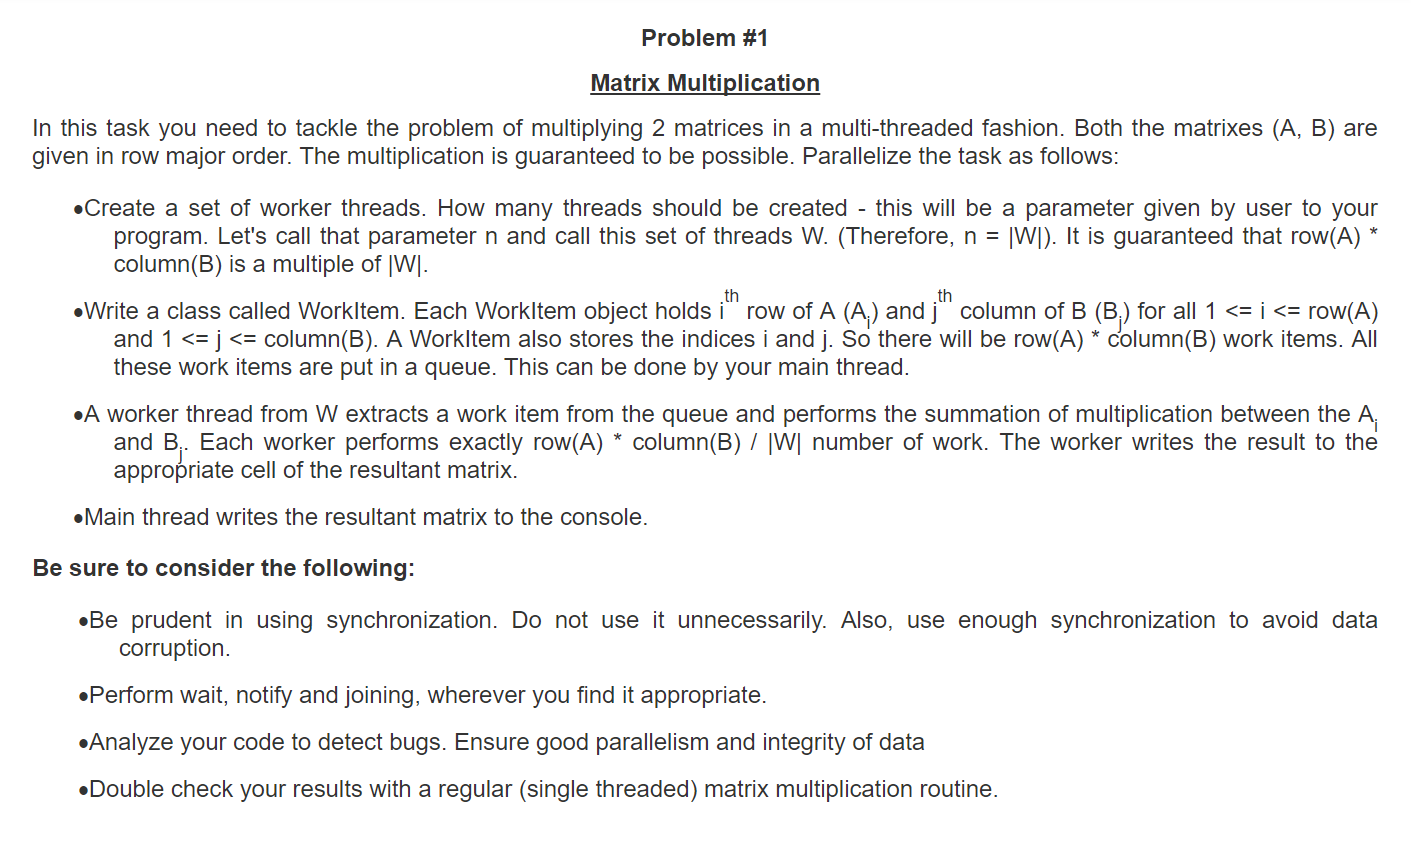 Problem #1
Matrix Multiplication
In this task you need to tackle the problem of multiplying 2 matrices in a multi-threaded fashion. Both the matrixes (A, B) are
given in row major order. The multiplication is guaranteed to be possible. Parallelize the task as follows:
•Create a set of worker threads. How many threads should be created - this will be a parameter given by user to your
program. Let's call that parameter n and call this set of threads W. (Therefore, n = |W|). It is guaranteed that row(A) *
column(B) is a multiple of |W|.
•Write a class called WorkItem. Each WorkItem object holds i^th row of A (A_i) and j^th column of B (B_j) for all 1 <= i <= row(A)
and 1 <= j <= column(B). A WorkItem also stores the indices i and j. So there will be row(A) * column(B) work items. All
these work items are put in a queue. This can be done by your main thread.
•A worker thread from W extracts a work item from the queue and performs the summation of multiplication between the A_i
and B_j. Each worker performs exactly row(A) * column(B) / |W| number of work. The worker writes the result to the
appropriate cell of the resultant matrix.
•Main thread writes the resultant matrix to the console.
Be sure to consider the following:
•Be prudent in using synchronization. Do not use it unnecessarily. Also, use enough synchronization to avoid data
corruption.
•Perform wait, notify and joining, wherever you find it appropriate.
•Analyze your code to detect bugs. Ensure good parallelism and integrity of data
•Double check your results with a regular (single threaded) matrix multiplication routine.